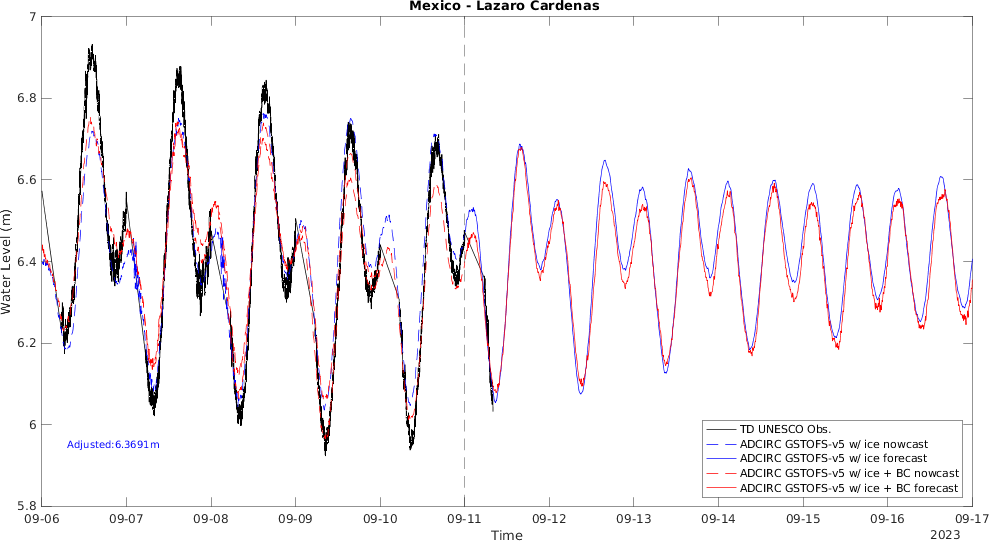 Mexico - Lazaro Cardenas
7
6.8
6.6
6.4
6.2
6
5.8
Water Level (m)
Adjusted:6.3691m
TD UNESCO Obs.
ADCIRC GSTOFS-v5 w/ ice nowcast
ADCIRC GSTOFS-v5 w/ ice forecast
ADCIRC GSTOFS-v5 w/ ice + BC nowcast
ADCIRC GSTOFS-v5 w/ ice + BC forecast
09-06 09-07 09-08 09-09 09-10 09-11 09-12 09-13 09-14 09-15 09-16 09-17
Time
2023